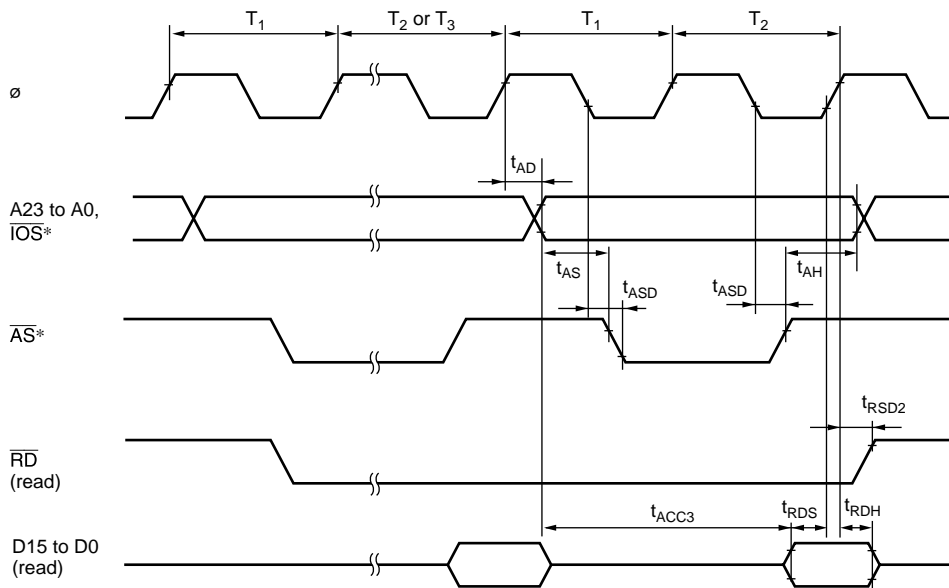 T1 T2 or T3 T1 T2
ø
tAD
A23 to A0,
IOS*
tAS tAH
tASD tASD
AS*
tRSD2
RD
(read)
tACC3 tRDS tRDH
D15 to D0
(read)